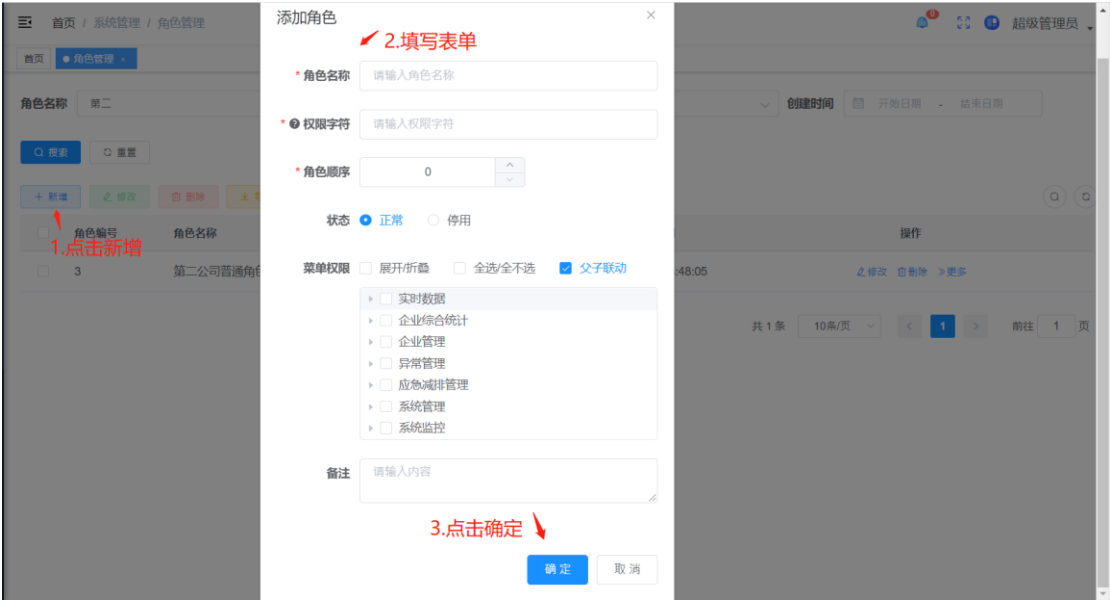 首页 / 系统管理 / 角色管理
0
超级管理员
首页
角色管理 ×
角色名称
第二
创建时间
开始日期 - 结束日期
搜索
重置
新增
修改
删除
1.点击新增
角色编号
角色名称
操作
3
第二公司普通角
:48:05
修改
删除
更多
共 1 条
10条/页
1
前往 1 页
添加角色
2.填写表单
* 角色名称
请输入角色名称
* 权限字符
请输入权限字符
* 角色顺序
0
状态
正常
停用
菜单权限
展开/折叠
全选/全不选
父子联动
实时数据
企业综合统计
企业管理
异常管理
应急减排管理
系统管理
系统监控
备注
请输入内容
3.点击确定
确 定
取 消